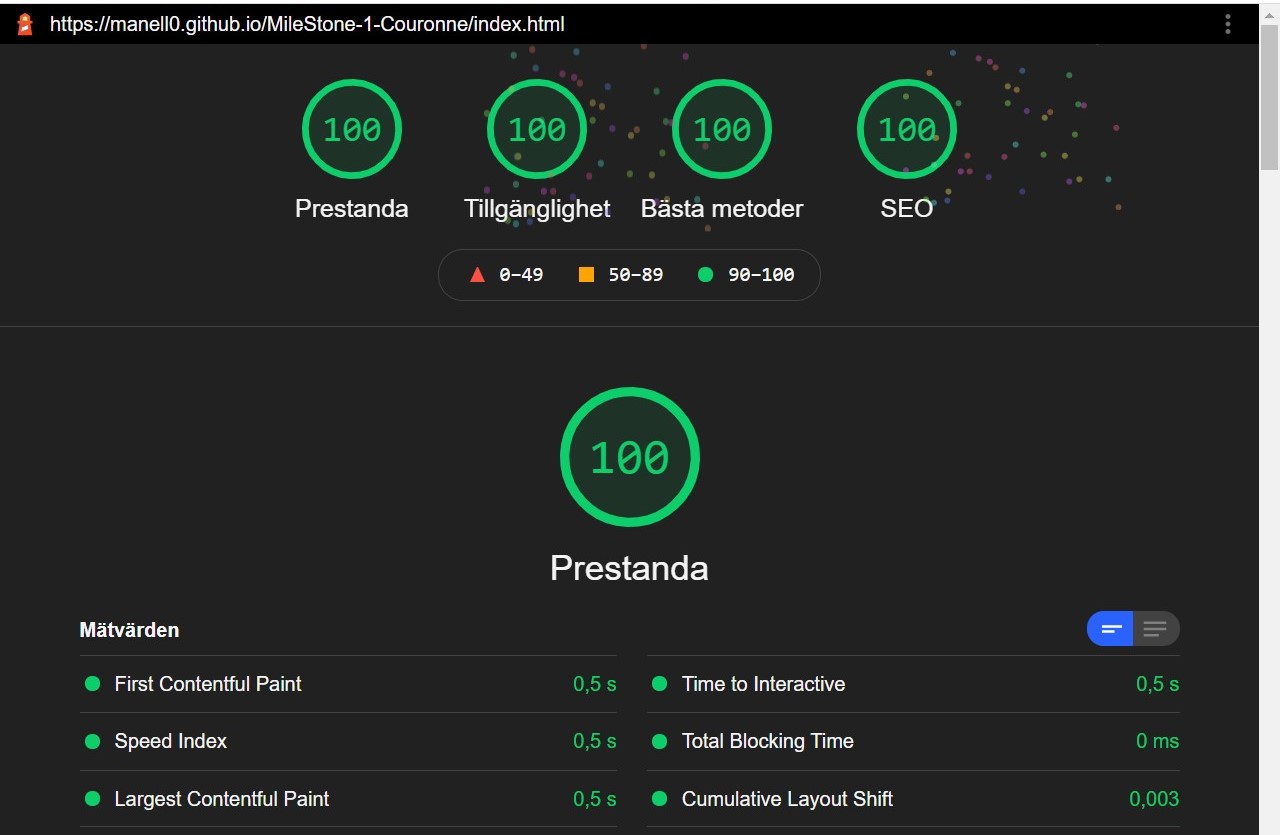 https://manell0.github.io/MileStone-1-Couronne/index.html
100 100 100 100
Prestanda Tillgänglighet Bästa metoder SEO
0–49 50–89 90–100
100
Prestanda
Mätvärden
First Contentful Paint 0,5 s Time to Interactive 0,5 s
Speed Index 0,5 s Total Blocking Time 0 ms
Largest Contentful Paint 0,5 s Cumulative Layout Shift 0,003